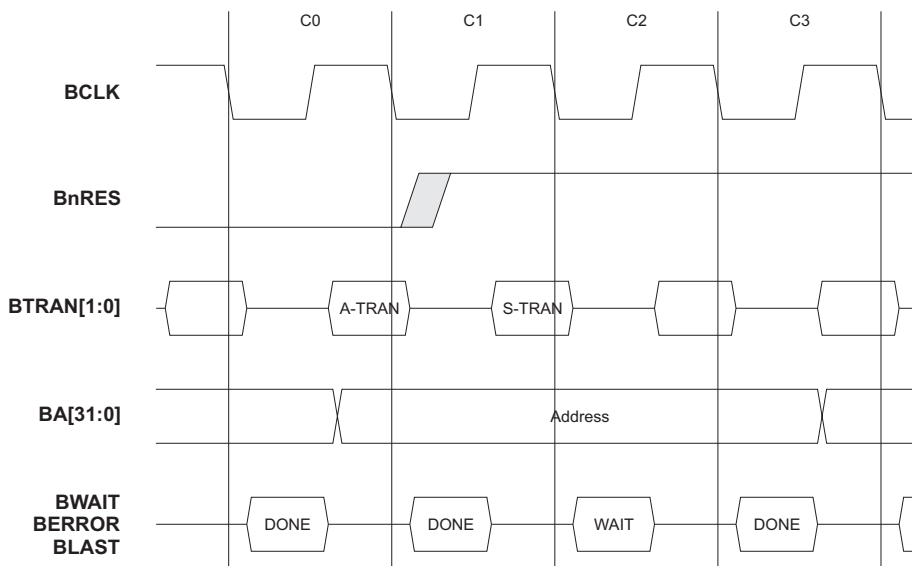 C0 C1 C2 C3
BCLK
BnRES
BTRAN[1:0] A-TRAN S-TRAN
BA[31:0] Address
BWAIT
BERROR DONE DONE WAIT DONE
BLAST